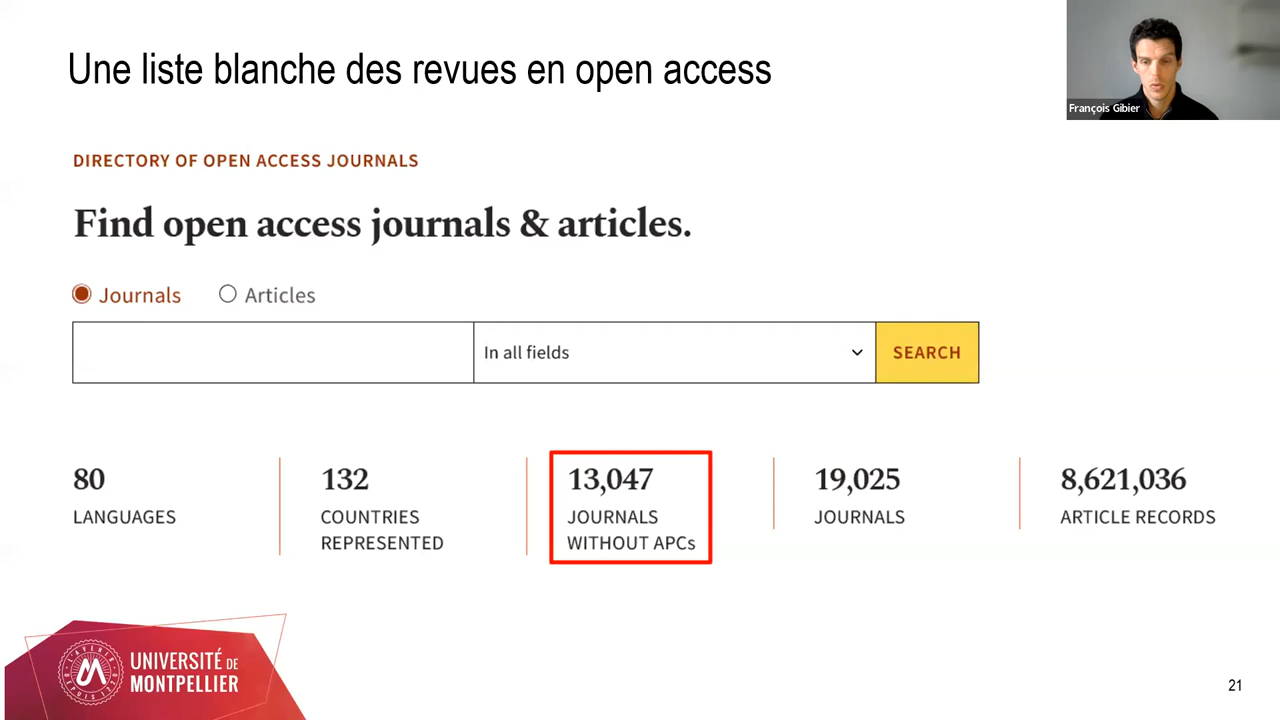 Une liste blanche des revues en open access
François Gibier
DIRECTORY OF OPEN ACCESS JOURNALS
Find open access journals & articles.
Journals
Articles
In all fields
SEARCH
80
LANGUAGES
132
COUNTRIES
REPRESENTED
13,047
JOURNALS
WITHOUT APCs
19,025
JOURNALS
8,621,036
ARTICLE RECORDS
UNIVERSITÉ DE
MONTPELLIER
21